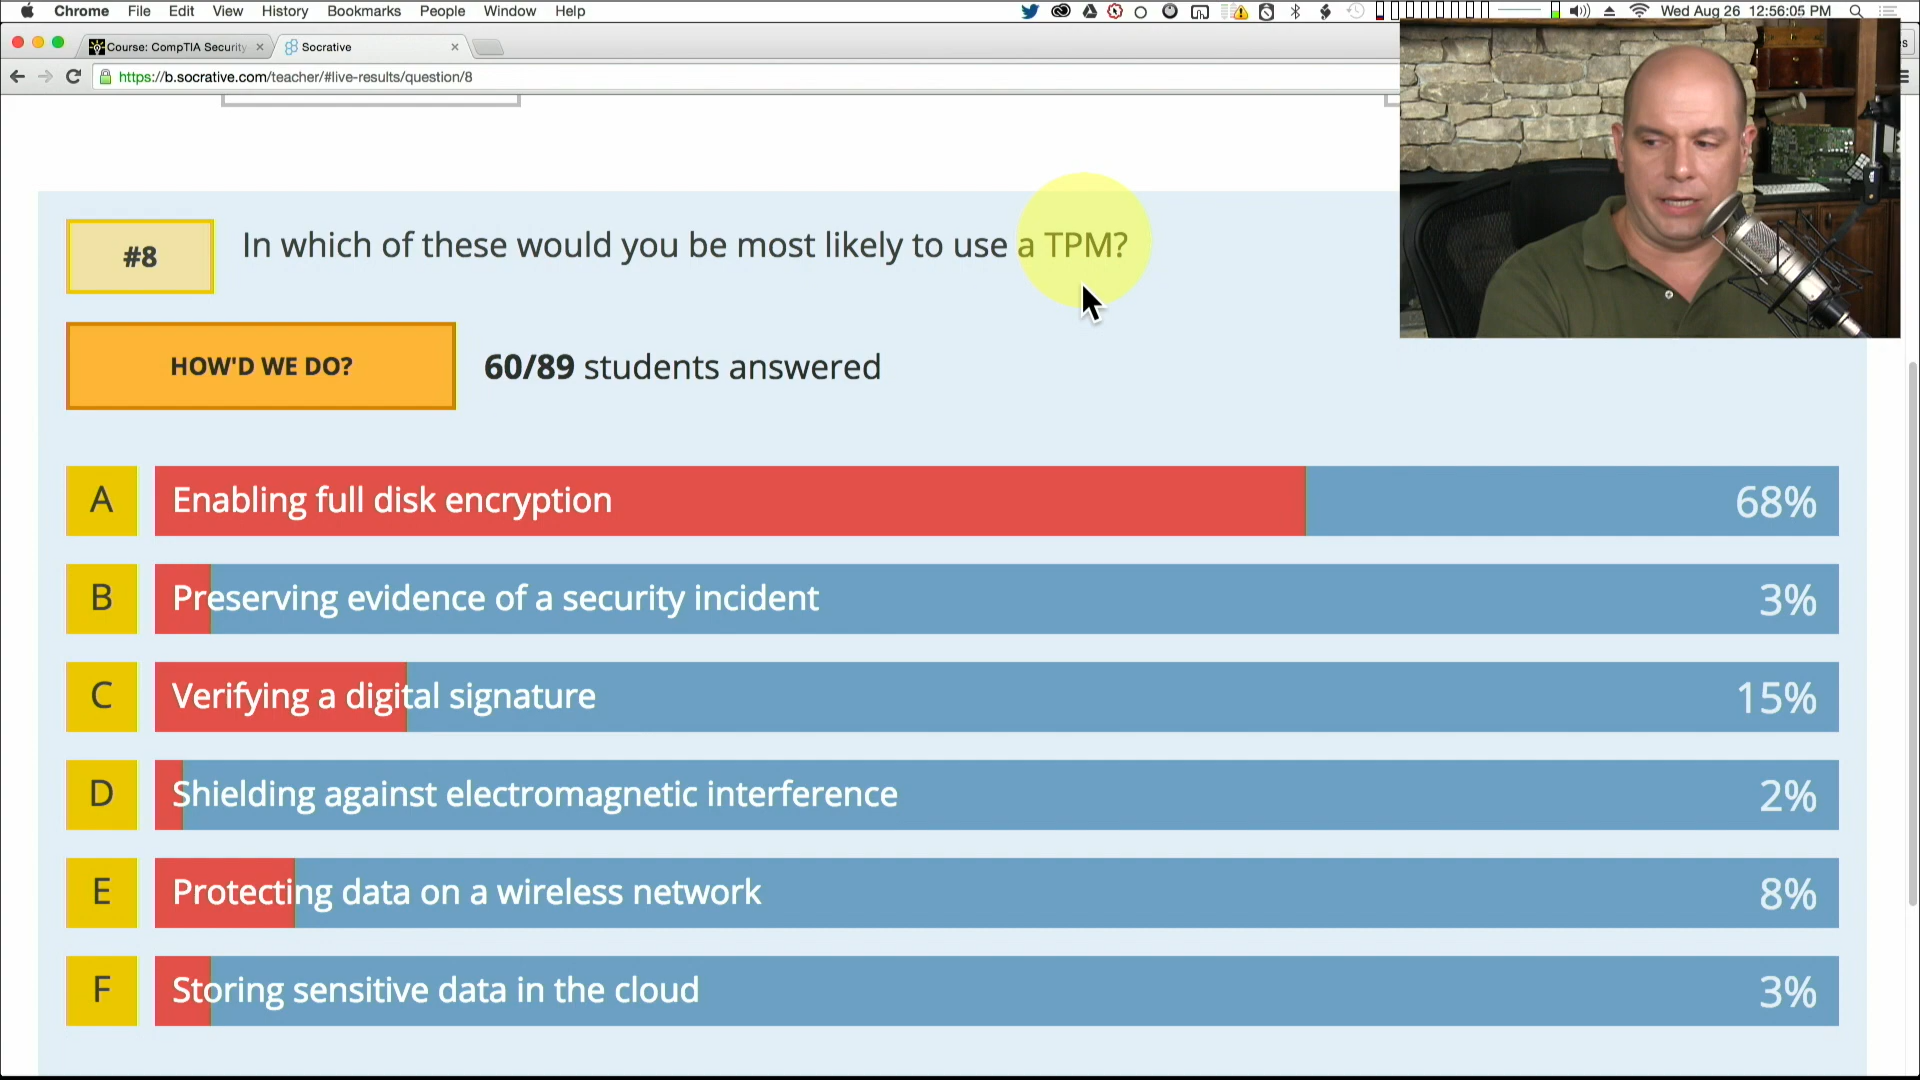 Chrome File Edit View History Bookmarks People Window Help
Wed Aug 26 12:56:05 PM
Course: CompTIA Security
Socrative
https://b.socrative.com/teacher/#live-results/question/8
#8
In which of these would you be most likely to use a TPM?
HOW'D WE DO?
60/89 students answered
A Enabling full disk encryption 68%
B Preserving evidence of a security incident 3%
C Verifying a digital signature 15%
D Shielding against electromagnetic interference 2%
E Protecting data on a wireless network 8%
F Storing sensitive data in the cloud 3%